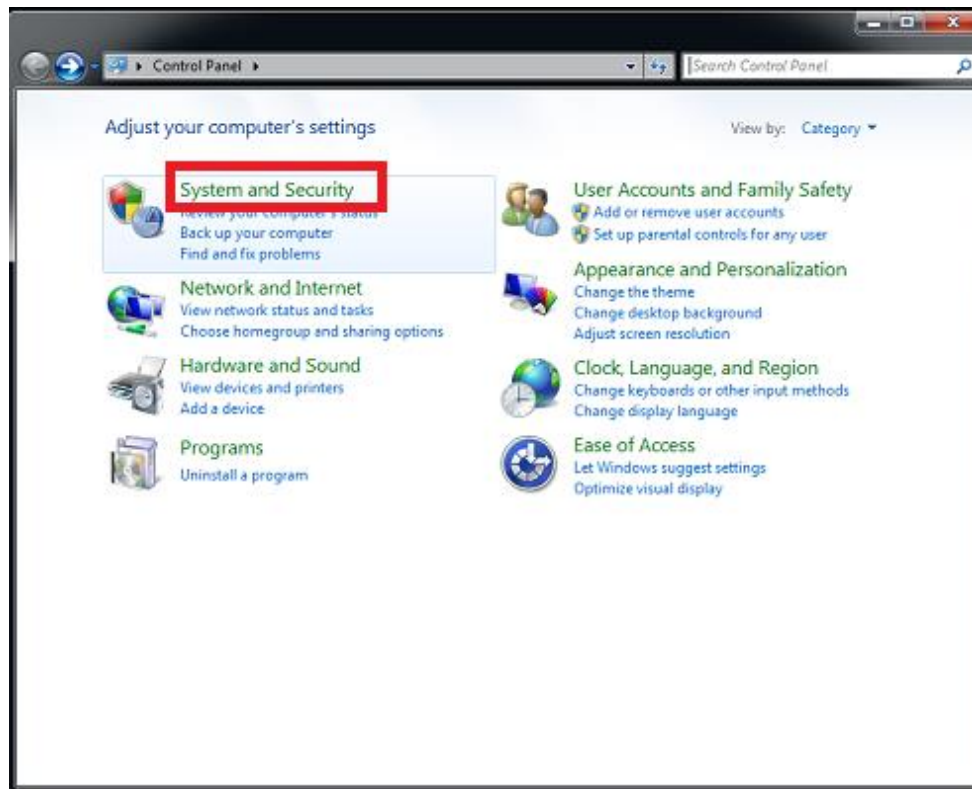 Control Panel
Search Control Panel
Adjust your computer's settings
View by: Category
System and Security
Review your computer's status
Back up your computer
Find and fix problems
Network and Internet
View network status and tasks
Choose homegroup and sharing options
Hardware and Sound
View devices and printers
Add a device
Programs
Uninstall a program
User Accounts and Family Safety
Add or remove user accounts
Set up parental controls for any user
Appearance and Personalization
Change the theme
Change desktop background
Adjust screen resolution
Clock, Language, and Region
Change keyboards or other input methods
Change display language
Ease of Access
Let Windows suggest settings
Optimize visual display